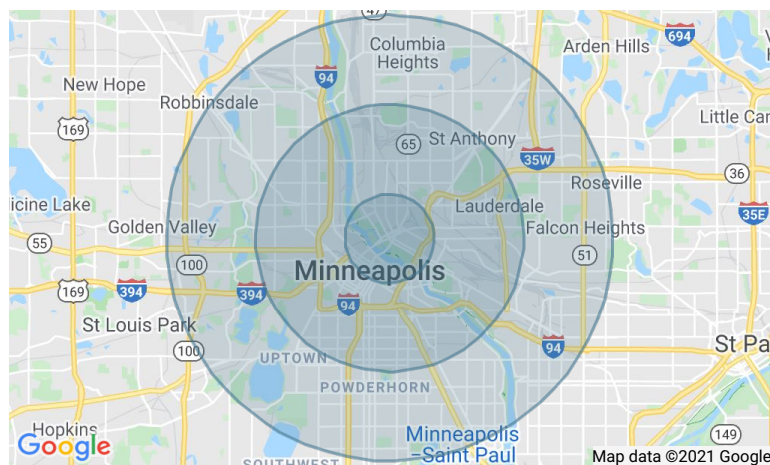 47
Columbia
Heights
Arden Hills
694
94
New Hope
Robbinsdale
169
65
St Anthony
35W
Little Ca
36
Roseville
icine Lake
Lauderdale
35E
Golden Valley
Falcon Heights
55
100
51
Minneapolis
169
394
394
94
St Louis Park
100
94
St Pa
UPTOWN
POWDERHORN
Hopkins
Minneapolis
–Saint Paul
149
Google
SOUTHWEST
Map data ©2021 Google